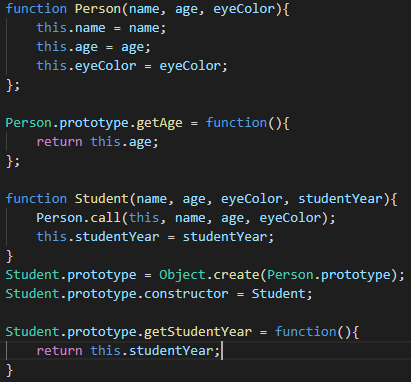 function Person(name, age, eyeColor){
    this.name = name;
    this.age = age;
    this.eyeColor = eyeColor;
};

Person.prototype.getAge = function(){
    return this.age;
};

function Student(name, age, eyeColor, studentYear){
    Person.call(this, name, age, eyeColor);
    this.studentYear = studentYear;
}
Student.prototype = Object.create(Person.prototype);
Student.prototype.constructor = Student;

Student.prototype.getStudentYear = function(){
    return this.studentYear;
}